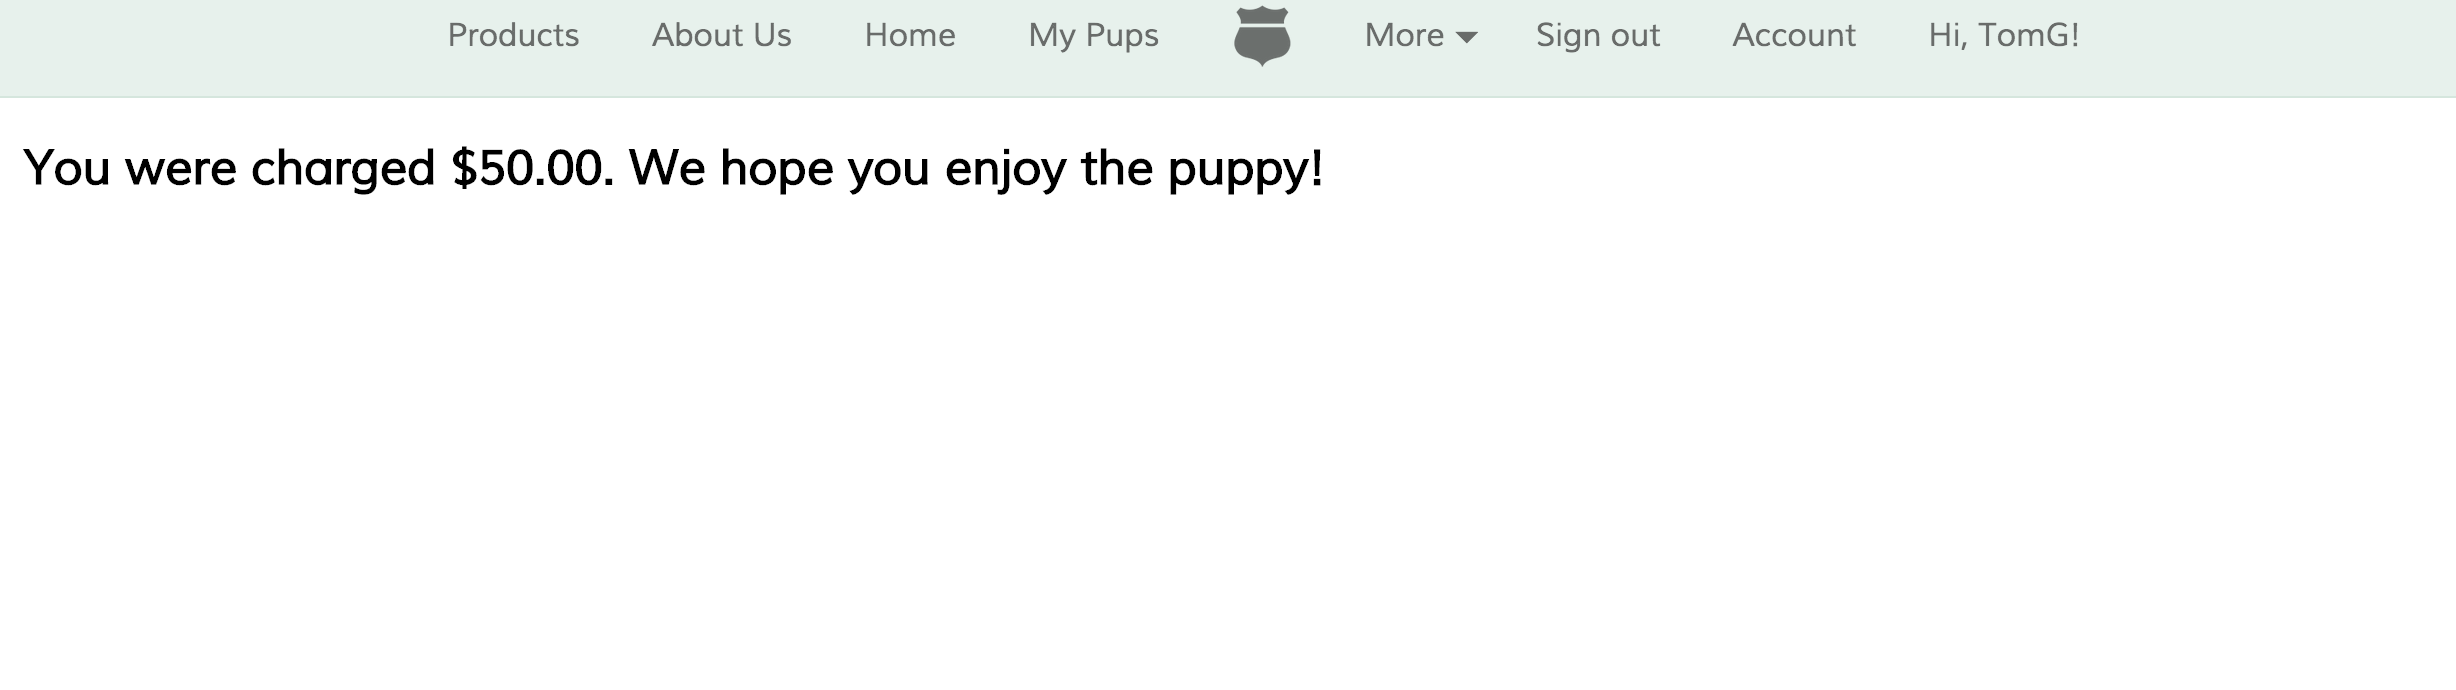 Products About Us Home My Pups More Sign out Account Hi, TomG!
You were charged $50.00. We hope you enjoy the puppy!